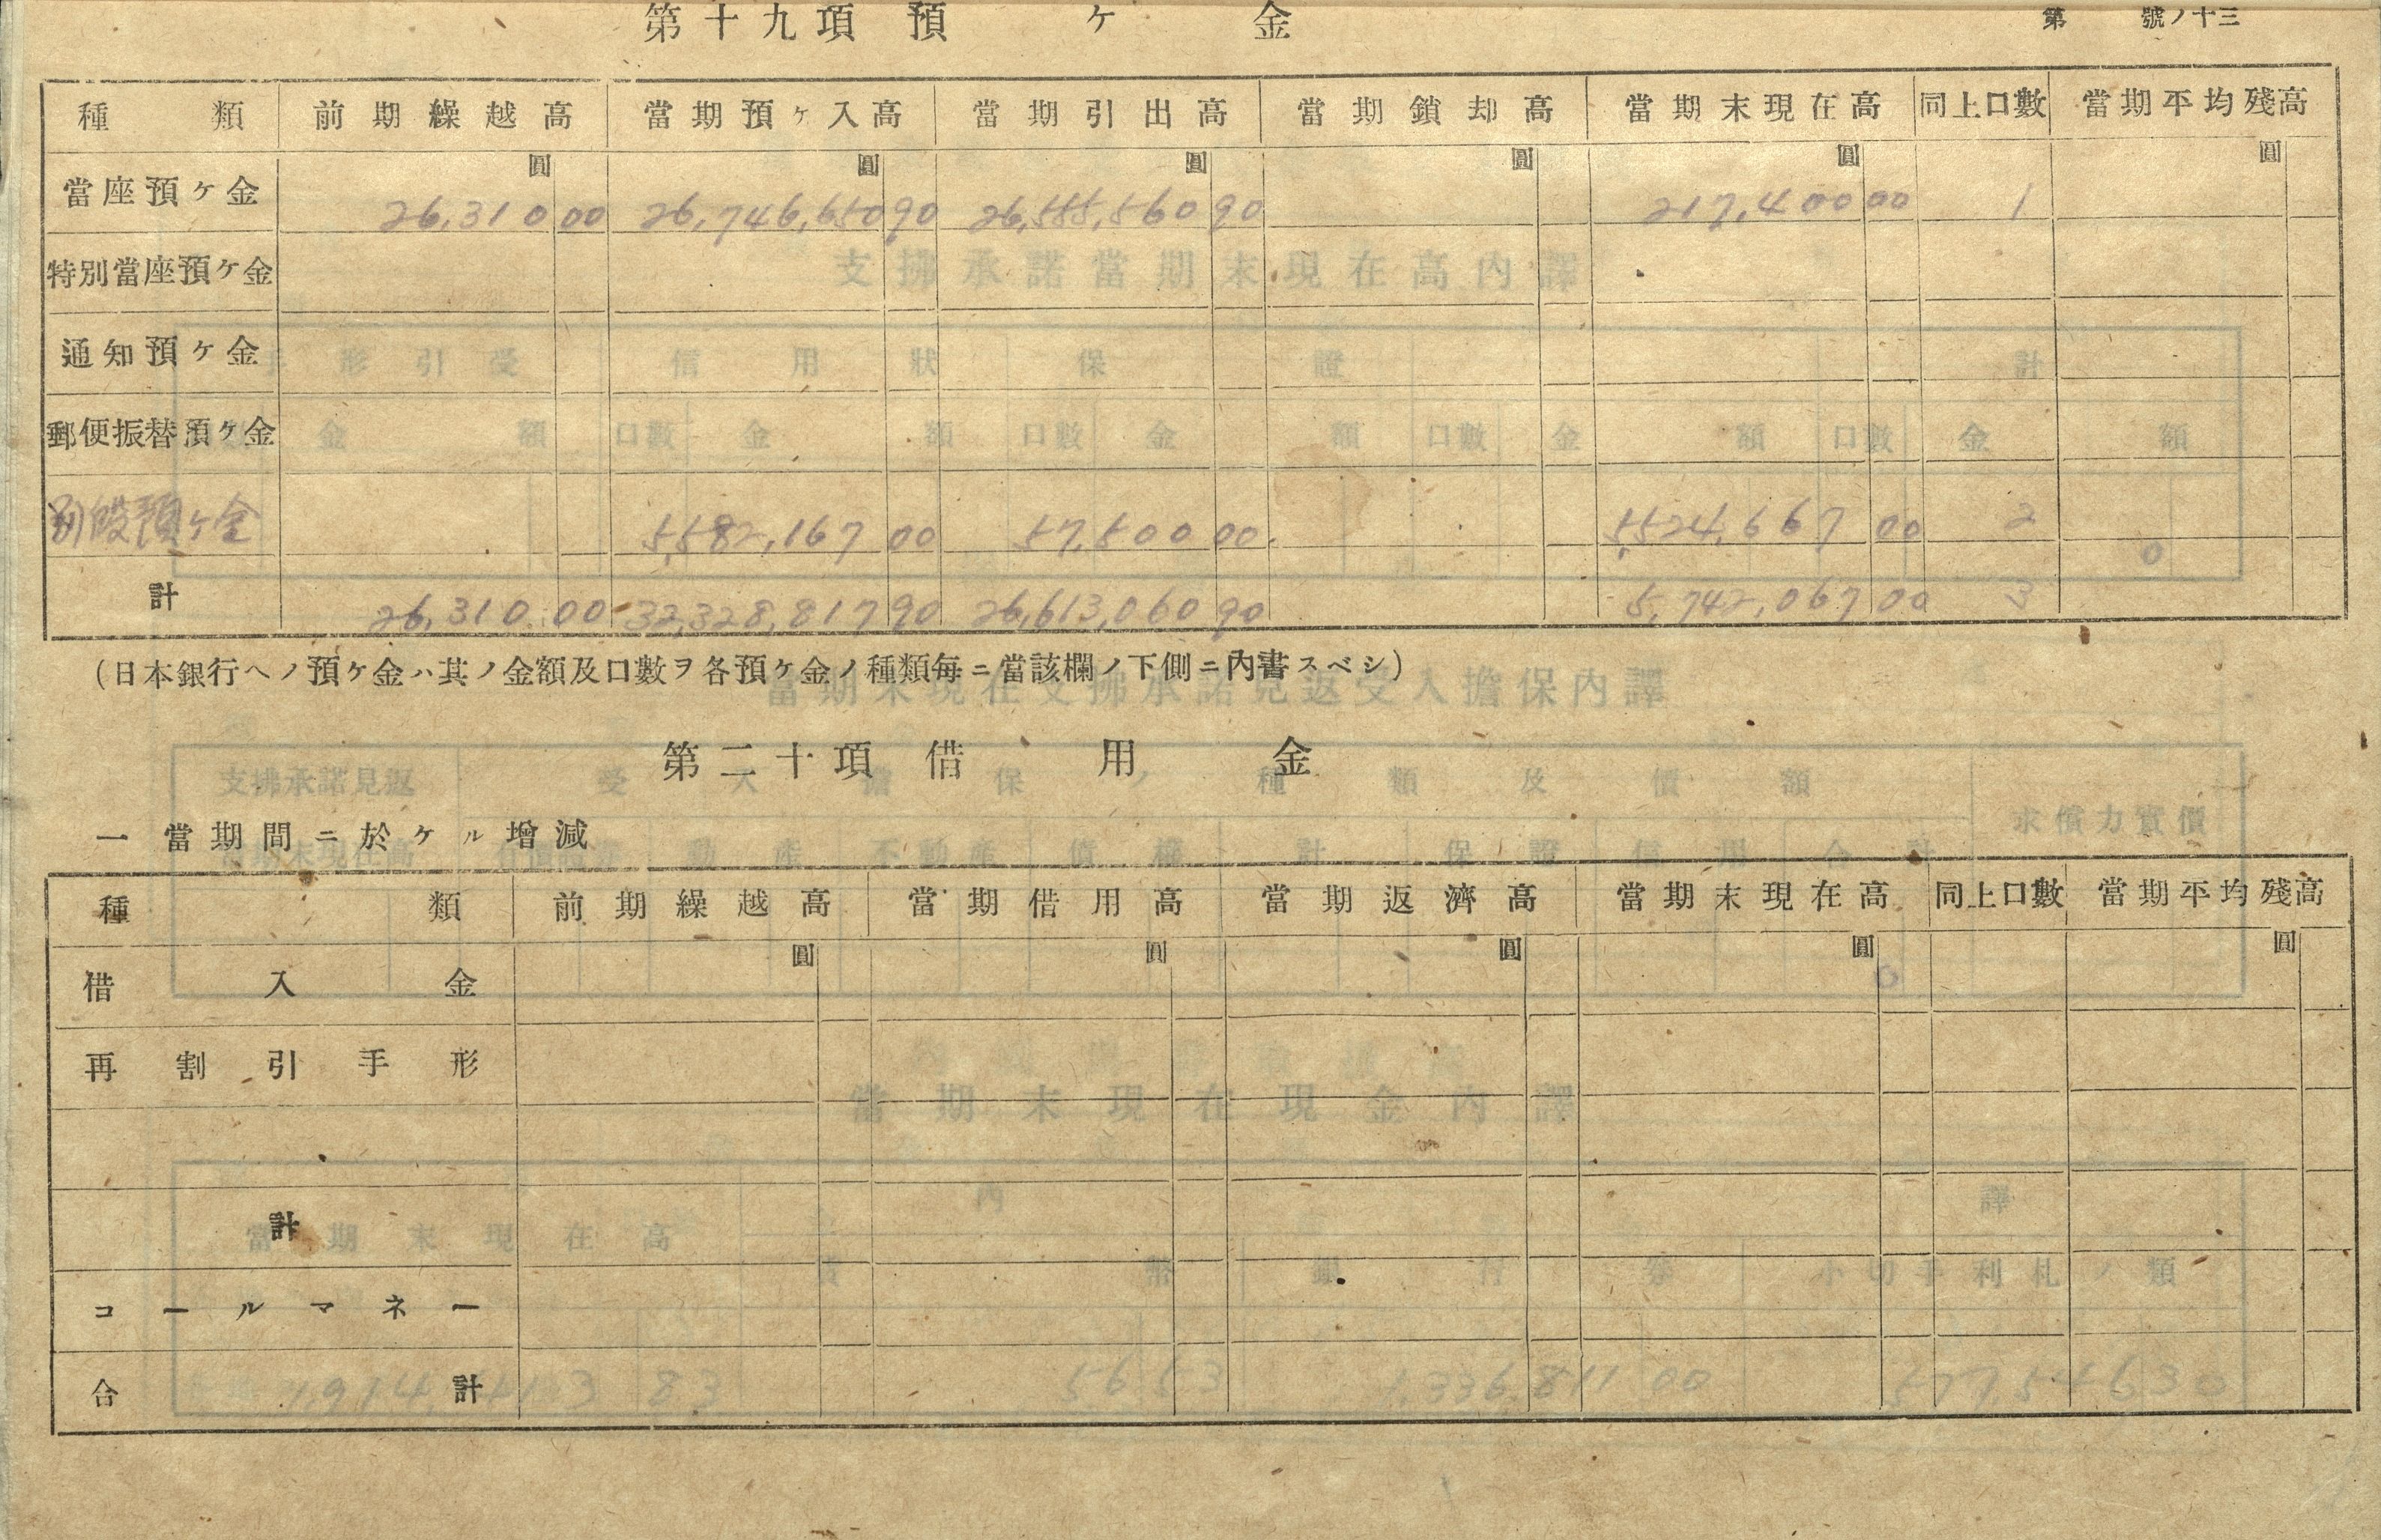 第十九項 預ヶ金
第 號ノ十三
種類 前期繰越高 當期預ヶ入高 當期引出高 當期鎖却高 當期末現在高 同上口數 當期平均殘高
圓 圓 圓 圓 圓 圓
當座預ヶ金 26,310 00 26,746,650 90 26,555,560 90 217,400 00 1
特別當座預ヶ金
通知預ヶ金
郵便振替預ヶ金
別段預ヶ金 5,582,167 00 57,500 00 5,524,667 00 2 0
計 26,310 00 32,328,817 90 26,613,060 90 5,742,067 00 3
(日本銀行ヘノ預ヶ金ハ其ノ金額及口數ヲ各預ヶ金ノ種類每ニ當該欄ノ下側ニ內書スベシ)
第二十項 借用金
一 當期間ニ於ケル增減
種類 前期繰越高 當期借用高 當期返濟高 當期末現在高 同上口數 當期平均殘高
圓 圓 圓 圓 圓
借入金 0
再割引手形
計
コールマネー
合計